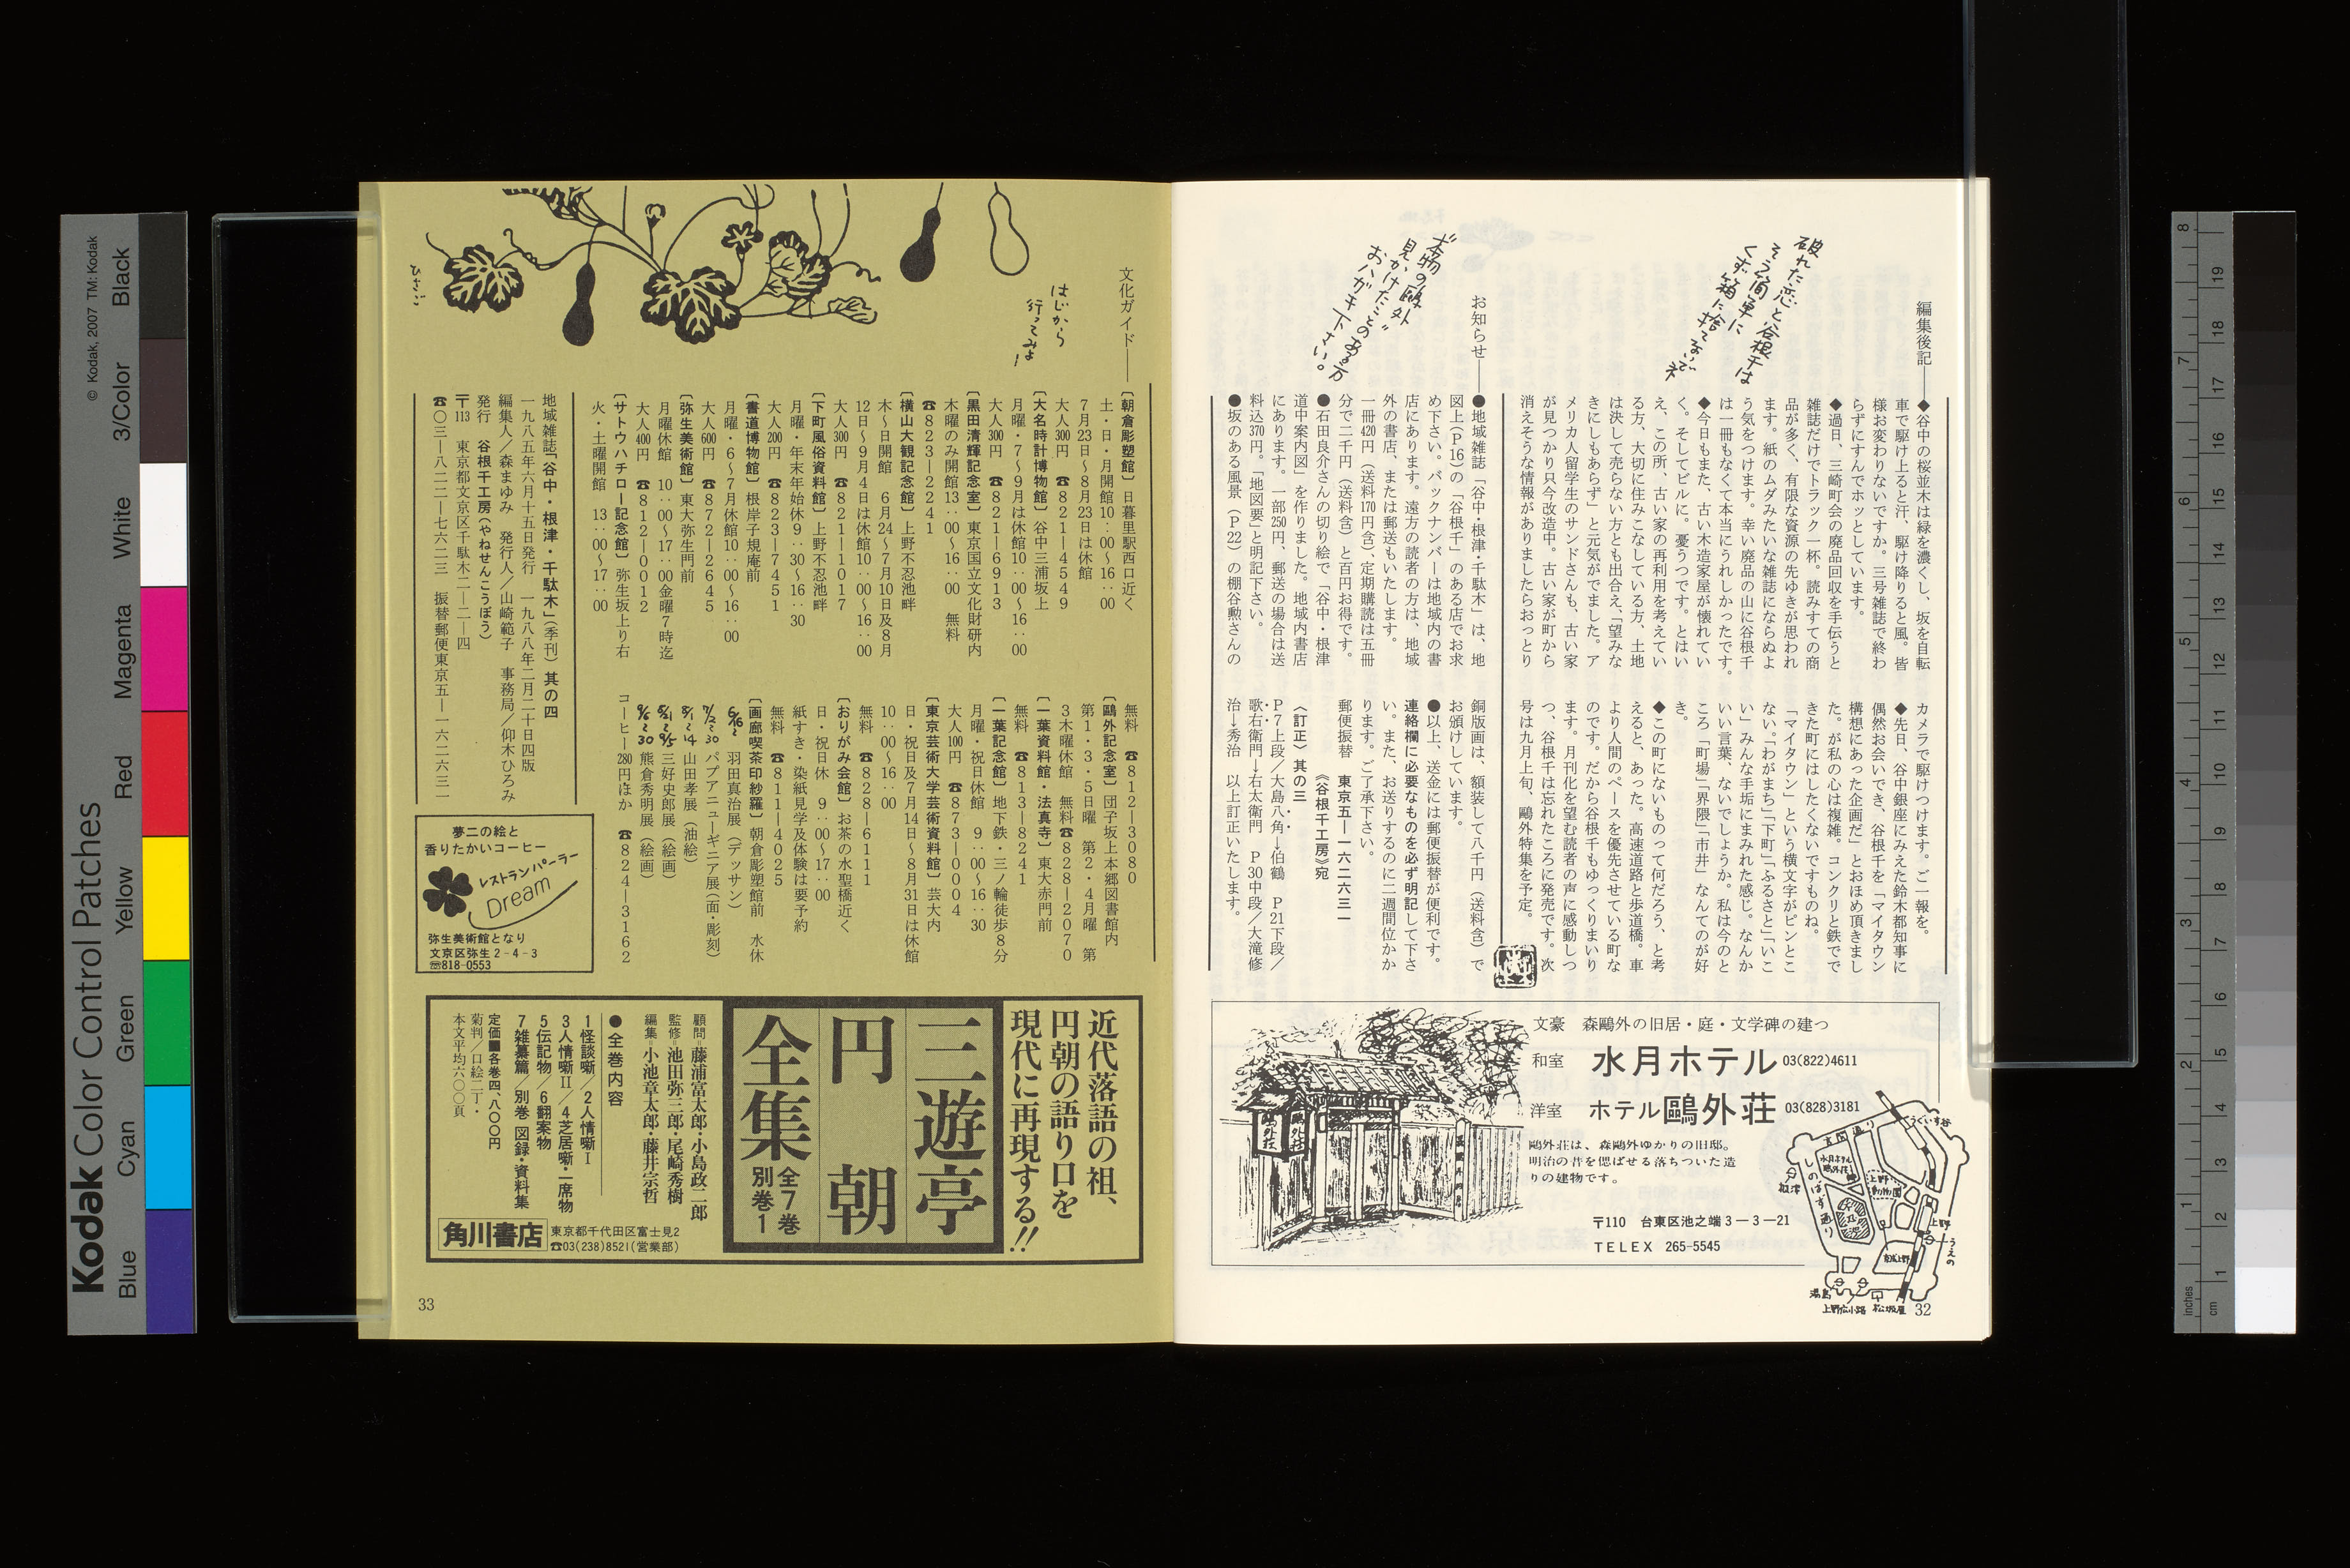 編集後記
破れた恋と谷根千は
そう簡単に
くず箱に捨てないでネ
◆谷中の桜並木は緑を濃くし、坂を自転
車で駆け上ると汗、駆け降りると風。皆
様お変わりないですか。三号雑誌で終わ
らずにすんでホッとしています。
◆過日、三崎町会の廃品回収を手伝うと
雑誌だけでトラック一杯。読みすての商
品が多く、有限な資源の先ゆきが思われ
ます。紙のムダみたいな雑誌にならぬよ
う気をつけます。幸い廃品の山に谷根千
は一冊もなくて本当にうれしかったです。
◆今日もまた、古い木造家屋が懐れてい
く。そしてビルに。憂うつです。とはい
え、この所、古い家の再利用を考えてい
る方、大切に住みこなしている方、土地
は決して売らない方とも出合え、「望みな
きにしもあらず」と元気がでました。ア
メリカ人留学生のサンドさんも、古い家
が見つかり只今改造中。古い家が町から
消えそうな情報がありましたらおっとり
カメラで駆けつけます。ご一報を。
◆先日、谷中銀座にみえた鈴木都知事に
偶然お会いでき、谷根千を「マイタウン
構想にあった企画だ」とおほめ頂きまし
た。が私の心は複雑。コンクリと鉄でで
きた町にはしたくないですものね。
「マイタウン」という横文字がピンとこ
ない。「わがまち」「下町」「ふるさと」「いこ
い」みんな手垢にまみれた感じ。なんか
いい言葉、ないでしょうか。私は今のと
ころ「町場」「界隈」「市井」なんてのが好
き。
◆この町にないものって何だろう、と考
えると、あった。高速道路と歩道橋。車
より人間のペースを優先させている町な
のです。だから谷根千もゆっくりまいり
ます。月刊化を望む読者の声に感動しつ
つ、谷根千は忘れたころに発売です。次
号は九月上旬、鷗外特集を予定。
お知らせ
"本物の鷗外"
見かけたことのある方
おハガキ下さい。
●地域雑誌「谷中・根津・千駄木」は、地
図上(P16)の「谷根千」のある店でお求
め下さい。バックナンバーは地域内の書
店にあります。遠方の読者の方は、地域
外の書店、または郵送もいたします。
一冊420円(送料170円含)、定期購読は五冊
分で二千円(送料含)と百円お得です。
●石田良介さんの切り絵で「谷中・根津
道中案内図」を作りました。地域内書店
にあります。一部250円、郵送の場合は送
料込370円。「地図要」と明記下さい。
●坂のある風景(P22)の棚谷勲さんの
銅版画は、額装して八千円(送料含)で
お頒けしています。
●以上、送金には郵便振替が便利です。
連絡欄に必要なものを必ず明記して下さ
い。また、お送りするのに二週間位かか
ります。ご了承下さい。
郵便振替 東京五—一六二六三一
《谷根千工房》宛
〈訂正〉其の三
P7上段/大島八角→伯鶴 P21下段/
歌右衛門→右太衛門 P30中段/大滝修
治→秀治 以上訂正いたします。
文豪 森鷗外の旧居・庭・文学碑の建つ
和室 水月ホテル 03(822)4611
洋室 ホテル鷗外荘 03(828)3181
鷗外荘は、森鷗外ゆかりの旧邸。
明治の昔を偲ばせる落ちついた造
りの建物です。
〒110 台東区池之端3—3—21
TELEX 265-5545
鷗外荘
水月ホテル
鷗外荘
しのばず通り
上野動物園
うぐいす谷
根津
上野
京成上野
湯島
上野広小路
松坂屋
32
文化ガイド
はじから
行ってみよ!
ひょうご
〔朝倉彫塑館〕日暮里駅西口近く
土・日・月開館10:00〜16:00
7月23日〜8月23日は休館
大人300円 ☎821—4549
〔大名時計博物館〕谷中三浦坂上
月曜・7〜9月は休館10:00〜16:00
大人300円 ☎821—6913
〔黒田清輝記念室〕東京国立文化財研内
木曜のみ開館13:00〜16:00 無料
☎823—2241
〔横山大観記念館〕上野不忍池畔
木〜日開館 6月24〜7月10日及8月
12日〜9月4日は休館10:00〜16:00
大人300円 ☎821—1017
〔下町風俗資料館〕上野不忍池畔
月曜・年末年始休9:30〜16:30
大人200円 ☎823—7451
〔書道博物館〕根岸子規庵前
月曜・6〜7月休館10:00〜16:00
大人600円 ☎872—2645
〔弥生美術館〕東大弥生門前
月曜休館 10:00〜17:00金曜7時迄
大人400円 ☎812—0012
〔サトウハチロー記念館〕弥生坂上り右
火・土曜開館 13:00〜17:00
無料 ☎812—3080
〔鷗外記念室〕団子坂上本郷図書館内
第1・3・5日曜 第2・4月曜 第
3木曜休館 無料☎828—2070
〔一葉資料館・法真寺〕東大赤門前
無料 ☎813—8241
〔一葉記念館〕地下鉄・三ノ輪徒歩8分
月曜・祝日休館 9:00〜16:30
大人100円 ☎873—0004
〔東京芸術大学芸術資料館〕芸大内
日・祝日及7月14日〜8月31日は休館
10:00〜16:00
無料 ☎828—6111
〔おりがみ会館〕お茶の水聖橋近く
日・祝日休 9:00〜17:00
紙すき・染紙見学及体験は要予約
無料 ☎811—4025
〔画廊喫茶印紗羅〕朝倉彫塑館前 水休
6/16〜 羽田真治展(デッサン)
7/2〜30 パプアニューギニア展(面・彫刻)
8/1〜14 山田孝展(油絵)
8/21〜9/5 三好史郎展(絵画)
9/6〜30 熊倉秀明展(絵画)
コーヒー280円ほか ☎824—3162
地域雑誌「谷中・根津・千駄木」(季刊) 其の四
一九八五年六月十五日発行 一九八八年二月二十日四版
編集人/森まゆみ 発行人/山崎範子 事務局/仰木ひろみ
発行 谷根千工房(やねせんこうぼう)
〒113 東京都文京区千駄木二—二—四
☎〇三—八二二—七六二三 振替郵便東京五—一六二六三一
夢二の絵と
香りたかいコーヒー
レストランパーラー
Dream
弥生美術館となり
文京区弥生2-4-3
☏818-0553
近代落語の祖、
円朝の語り口を
現代に再現する!!
三遊亭
円朝
全集
全7巻
別巻1
顧問=藤浦富太郎・小島政二郎
監修=池田弥三郎・尾崎秀樹
編集=小池章太郎・藤井宗哲
●全巻内容
1怪談噺/2人情噺Ⅰ
3人情噺Ⅱ/4芝居噺・一席物
5伝記物/6翻案物
7雑纂篇/別巻 図録・資料集
定価■各巻四、八〇〇円
菊判/口絵二丁・
本文平均六〇〇頁
角川書店
東京都千代田区富士見2
☎03(238)8521(営業部)
33
Kodak Color Control Patches
© Kodak, 2007 TM: Kodak
Blue Cyan Green Yellow Red Magenta White 3/Color Black
inches
cm
1 2 3 4 5 6 7 8
1 2 3 4 5 6 7 8 9 10 11 12 13 14 15 16 17 18 19